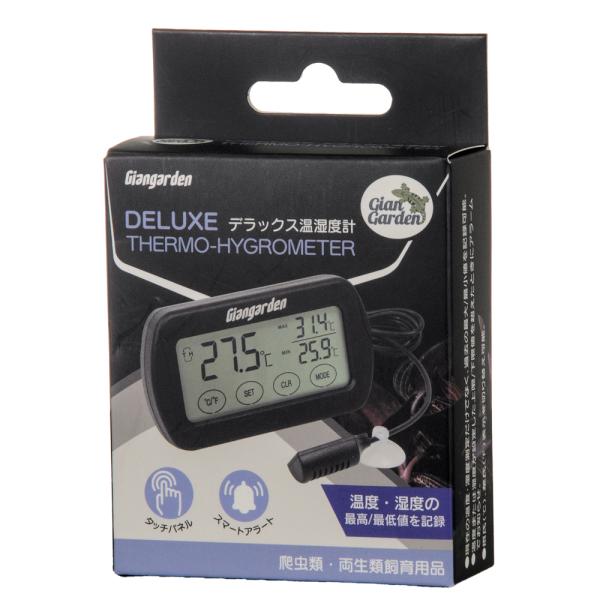 Giangarden
Gian
Garden
DELUXE デラックス温湿度計
THERMO-HYGROMETER
Giangarden
27.5°C
MAX 31.4°C
MIN 25.9°C
°C/°F SET CLR MODE
タッチパネル
スマートアラート
温度・湿度の
最高/最低値を記録
爬虫類・両生類飼育用品